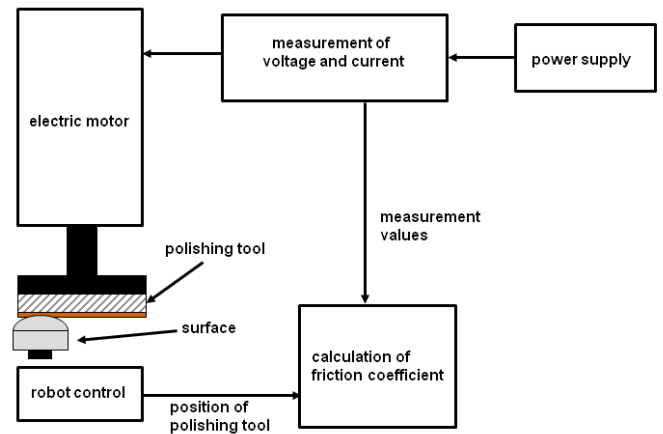 measurement of
voltage and current
power supply
electric motor
measurement
values
polishing tool
surface
calculation of
friction coefficient
robot control
position of
polishing tool